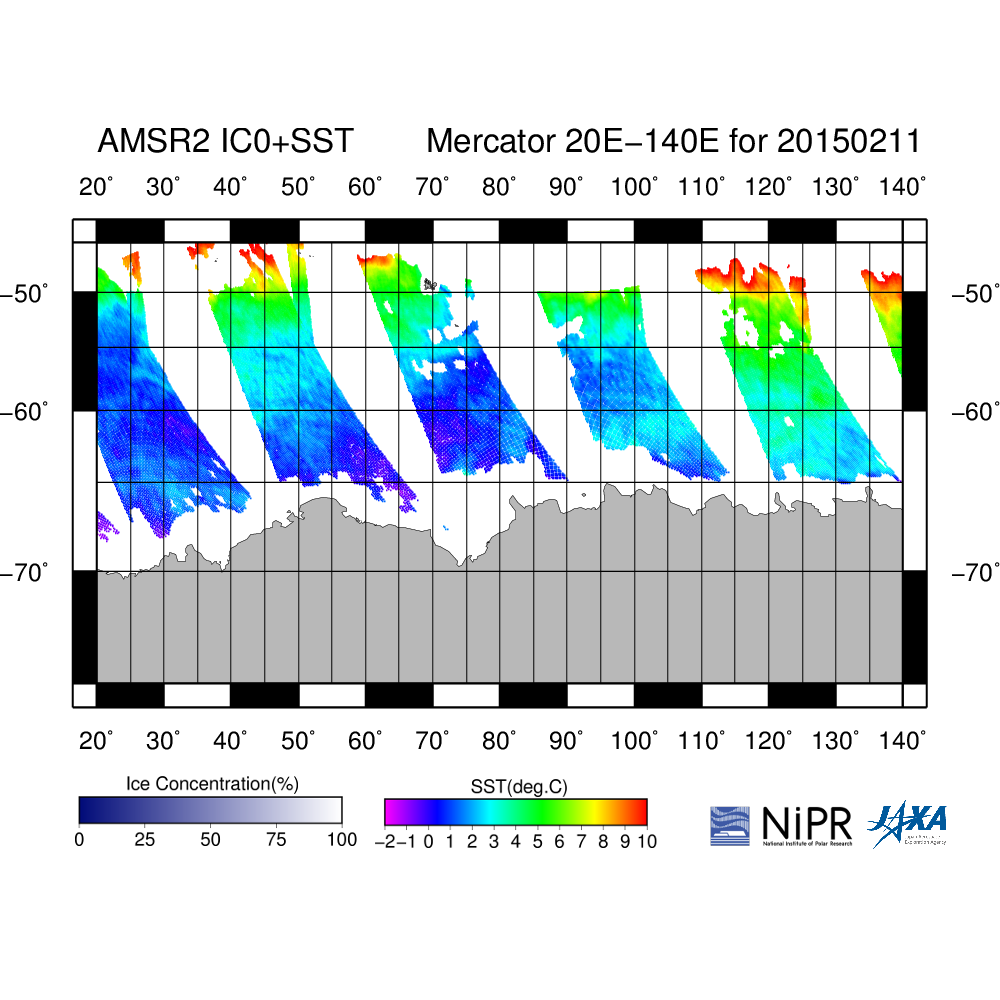 AMSR2 IC0+SST Mercator 20E−140E for 20150211
20° 30° 40° 50° 60° 70° 80° 90° 100° 110° 120° 130° 140°
−50° −50°
−60° −60°
−70° −70°
20° 30° 40° 50° 60° 70° 80° 90° 100° 110° 120° 130° 140°
Ice Concentration(%) SST(deg.C)
0 25 50 75 100 −2 −1 0 1 2 3 4 5 6 7 8 9 10
NiPR JAXA
National Institute of Polar Research
Exploration Agency